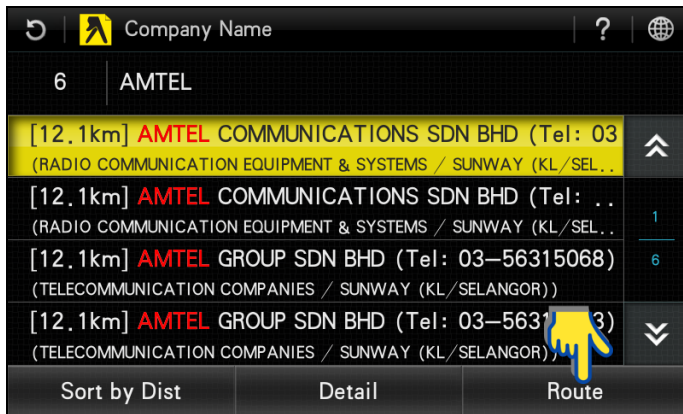 Company Name
?
6 AMTEL
[12.1km] AMTEL COMMUNICATIONS SDN BHD (Tel: 03
(RADIO COMMUNICATION EQUIPMENT & SYSTEMS / SUNWAY (KL/SEL..
[12.1km] AMTEL COMMUNICATIONS SDN BHD (Tel: ..
(RADIO COMMUNICATION EQUIPMENT & SYSTEMS / SUNWAY (KL/SEL..
1
[12.1km] AMTEL GROUP SDN BHD (Tel: 03-56315068)
6
(TELECOMMUNICATION COMPANIES / SUNWAY (KL/SELANGOR))
[12.1km] AMTEL GROUP SDN BHD (Tel:
(TELECOMMUNICATION COMPANIES / SUNWAY (KL/SELANGOR))
Sort by Dist Detail Route